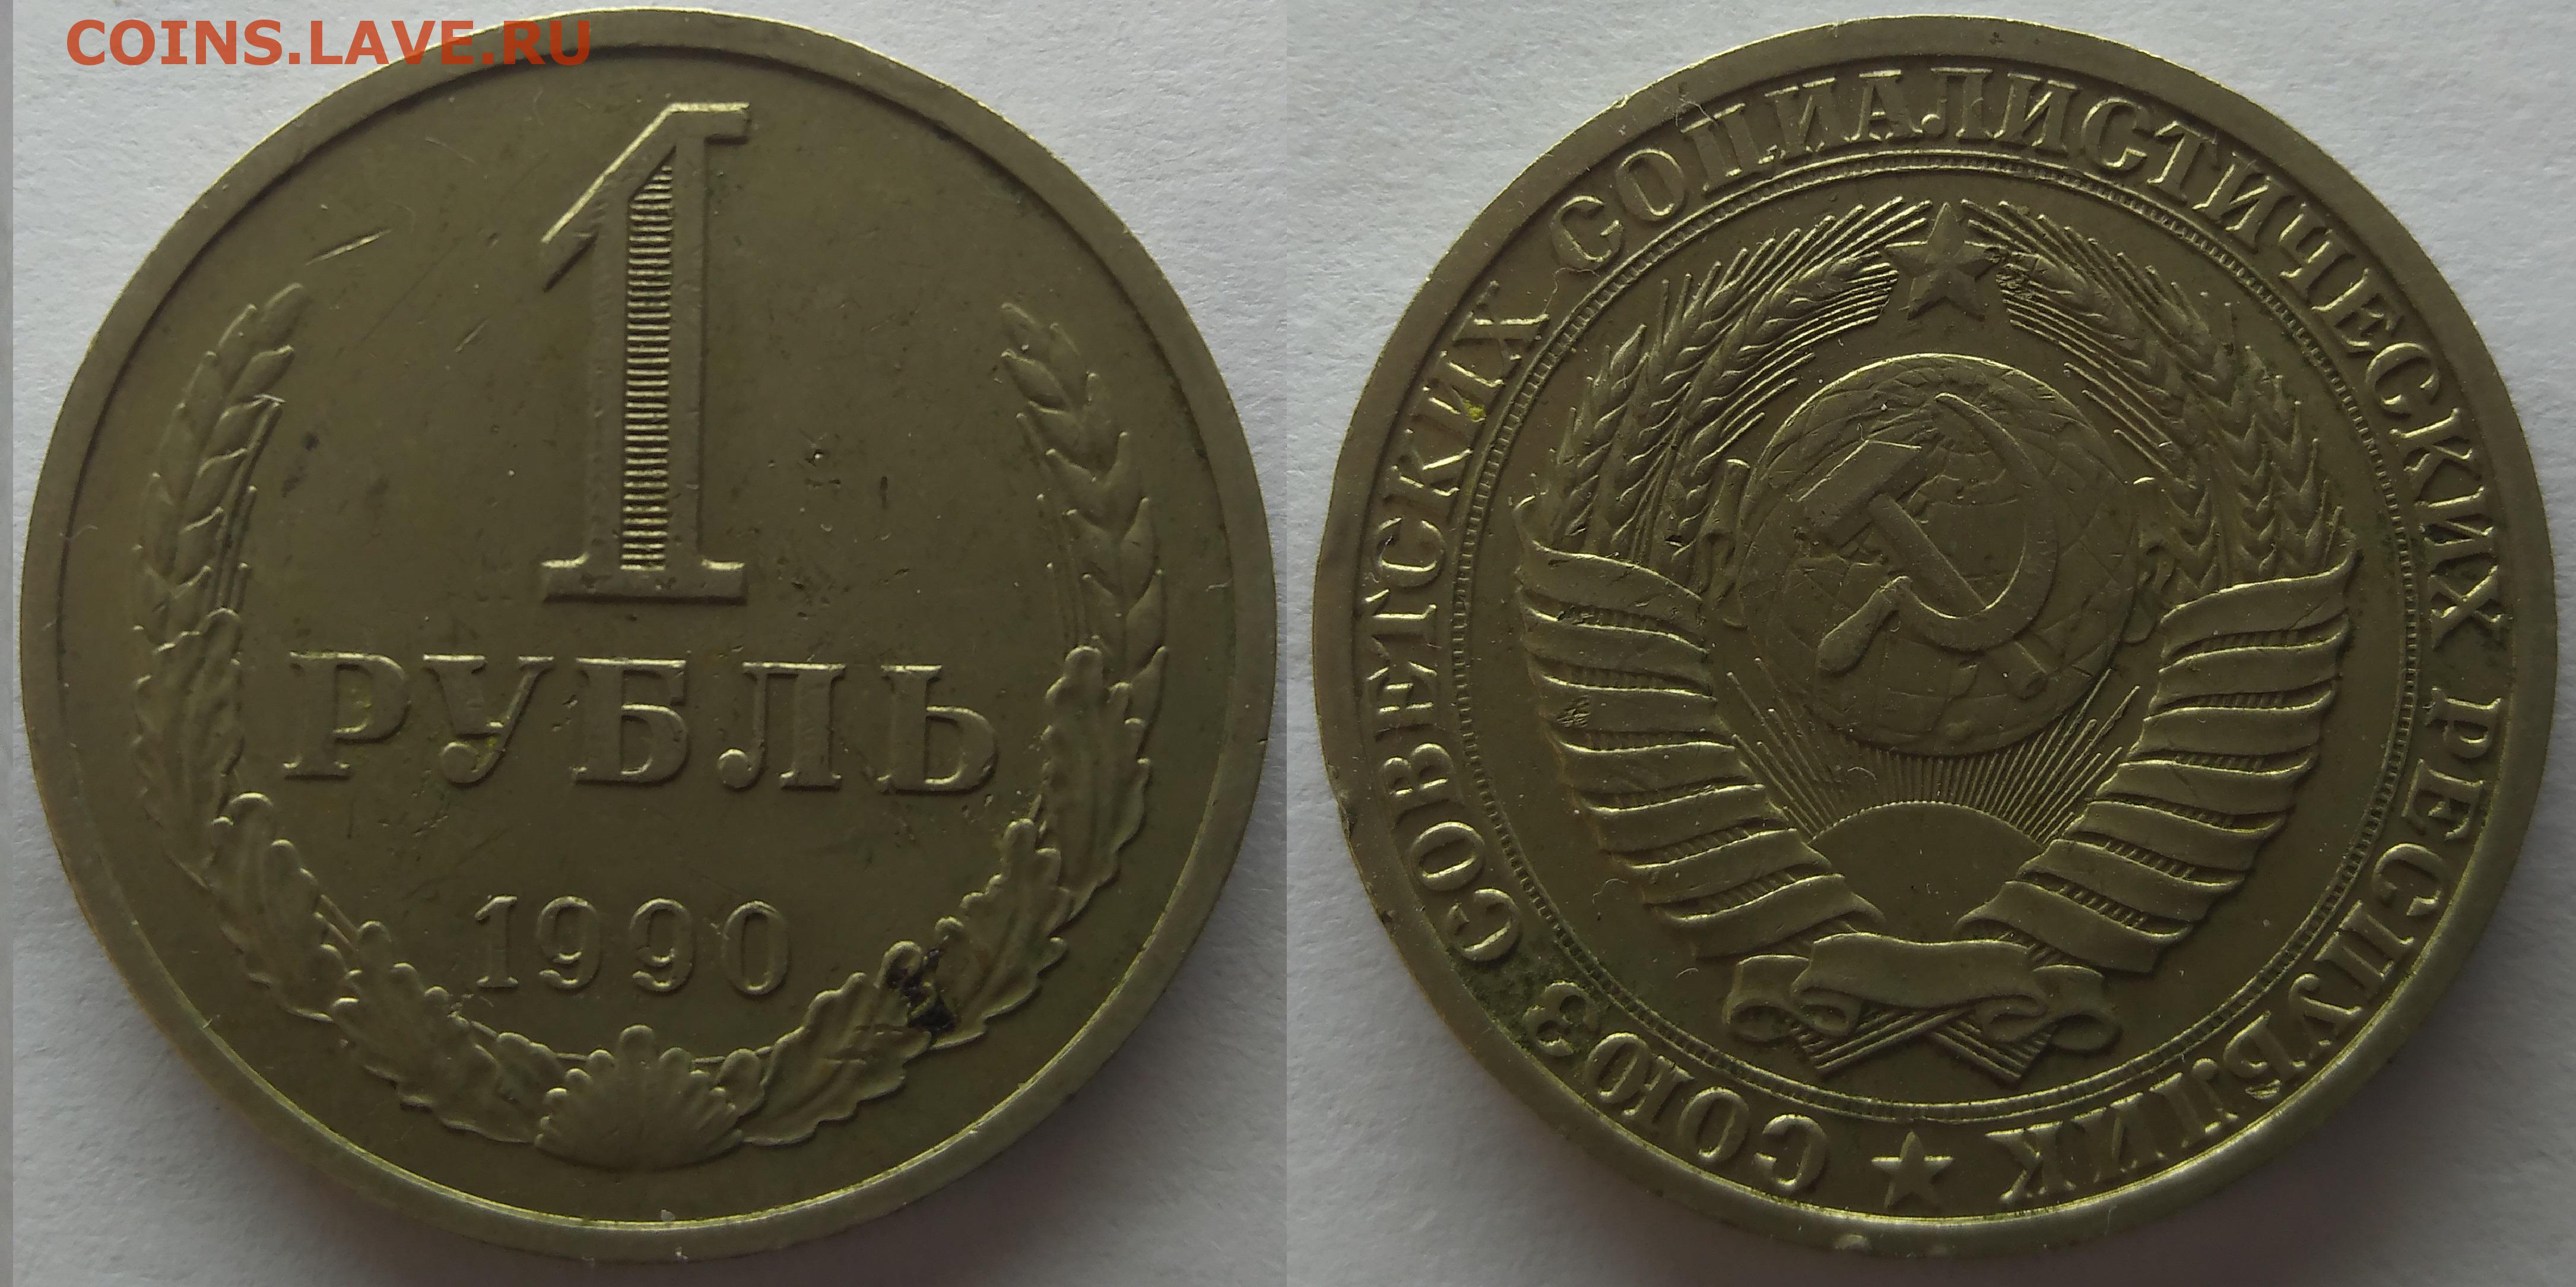 COINS.LAVE.RU
1
РУБЛЬ
1990
СОЮЗ СОВЕТСКИХ СОЦИАЛИСТИЧЕСКИХ РЕСПУБЛИК